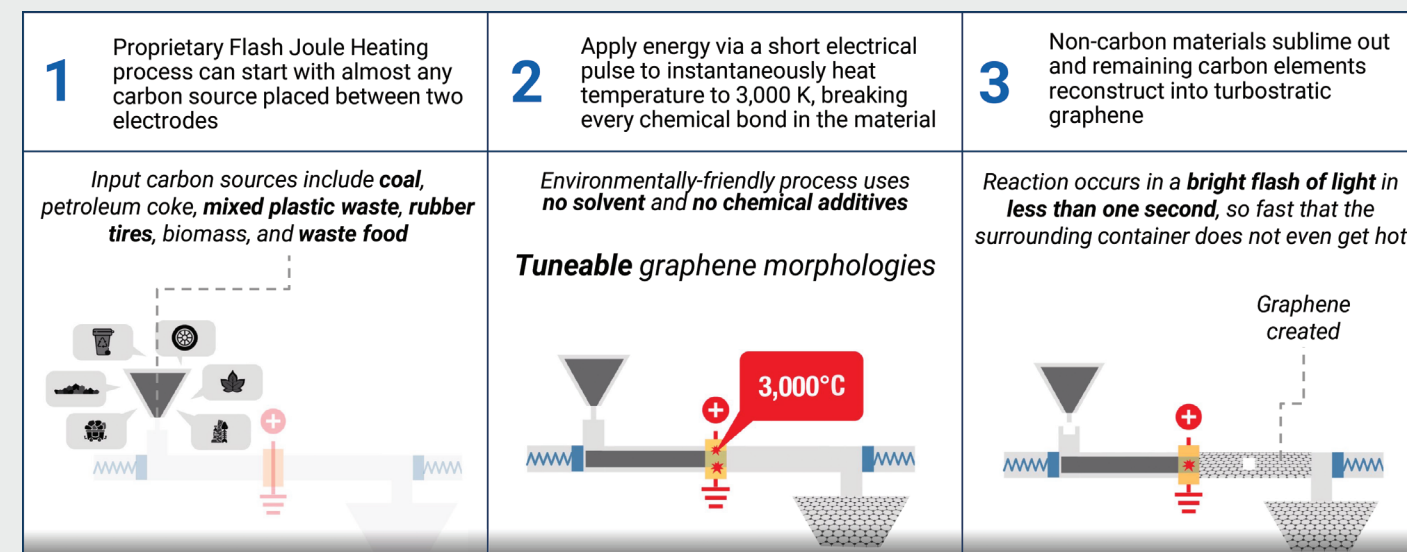 1
Proprietary Flash Joule Heating
process can start with almost any
carbon source placed between two
electrodes
2
Apply energy via a short electrical
pulse to instantaneously heat
temperature to 3,000 K, breaking
every chemical bond in the material
3
Non-carbon materials sublime out
and remaining carbon elements
reconstruct into turbostratic
graphene
Input carbon sources include coal,
petroleum coke, mixed plastic waste, rubber
tires, biomass, and waste food
Environmentally-friendly process uses
no solvent and no chemical additives
Tuneable graphene morphologies
3,000°C
Reaction occurs in a bright flash of light in
less than one second, so fast that the
surrounding container does not even get hot
Graphene
created